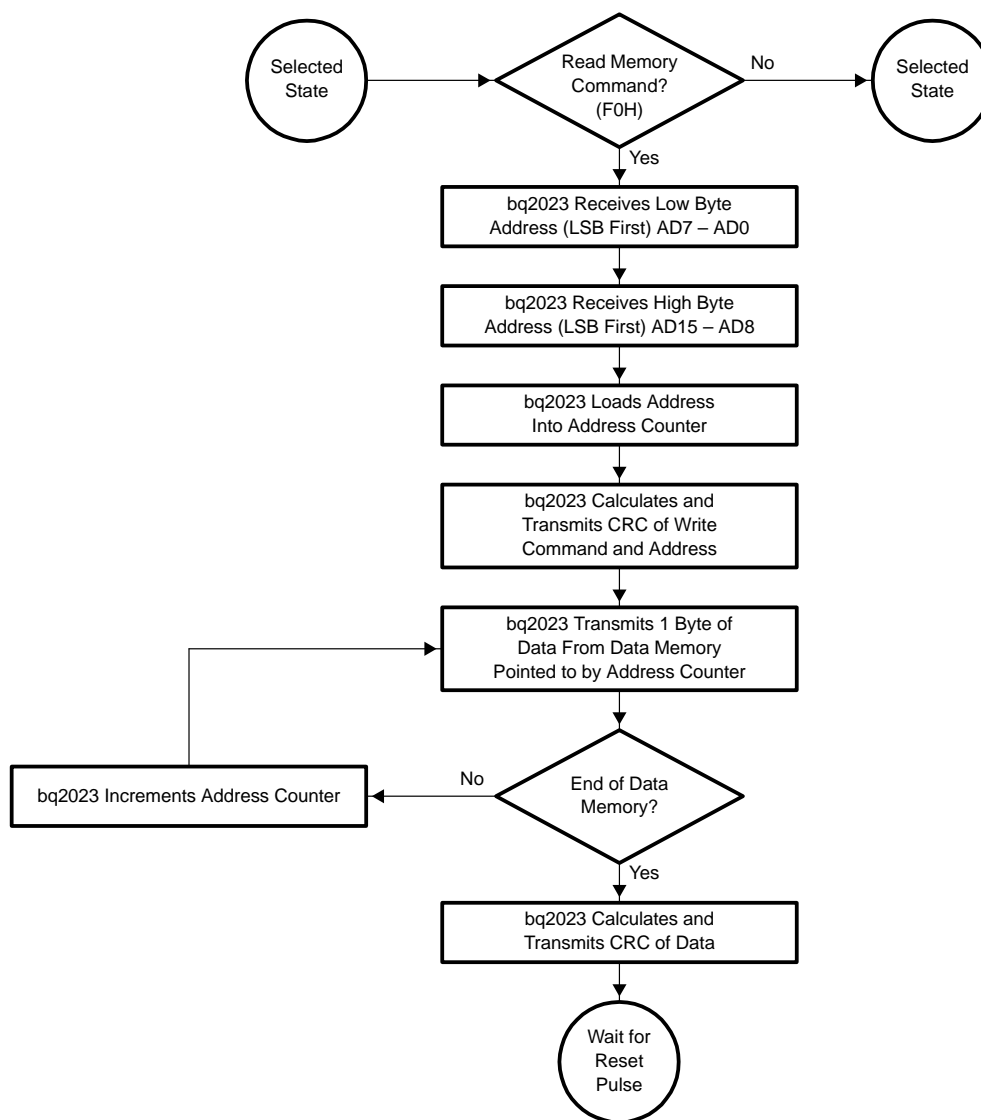 Selected
State
Read Memory
Command?
(F0H)
No
Selected
State
Yes
bq2023 Receives Low Byte
Address (LSB First) AD7 – AD0
bq2023 Receives High Byte
Address (LSB First) AD15 – AD8
bq2023 Loads Address
Into Address Counter
bq2023 Calculates and
Transmits CRC of Write
Command and Address
bq2023 Transmits 1 Byte of
Data From Data Memory
Pointed to by Address Counter
No
End of Data
Memory?
bq2023 Increments Address Counter
Yes
bq2023 Calculates and
Transmits CRC of Data
Wait for
Reset
Pulse